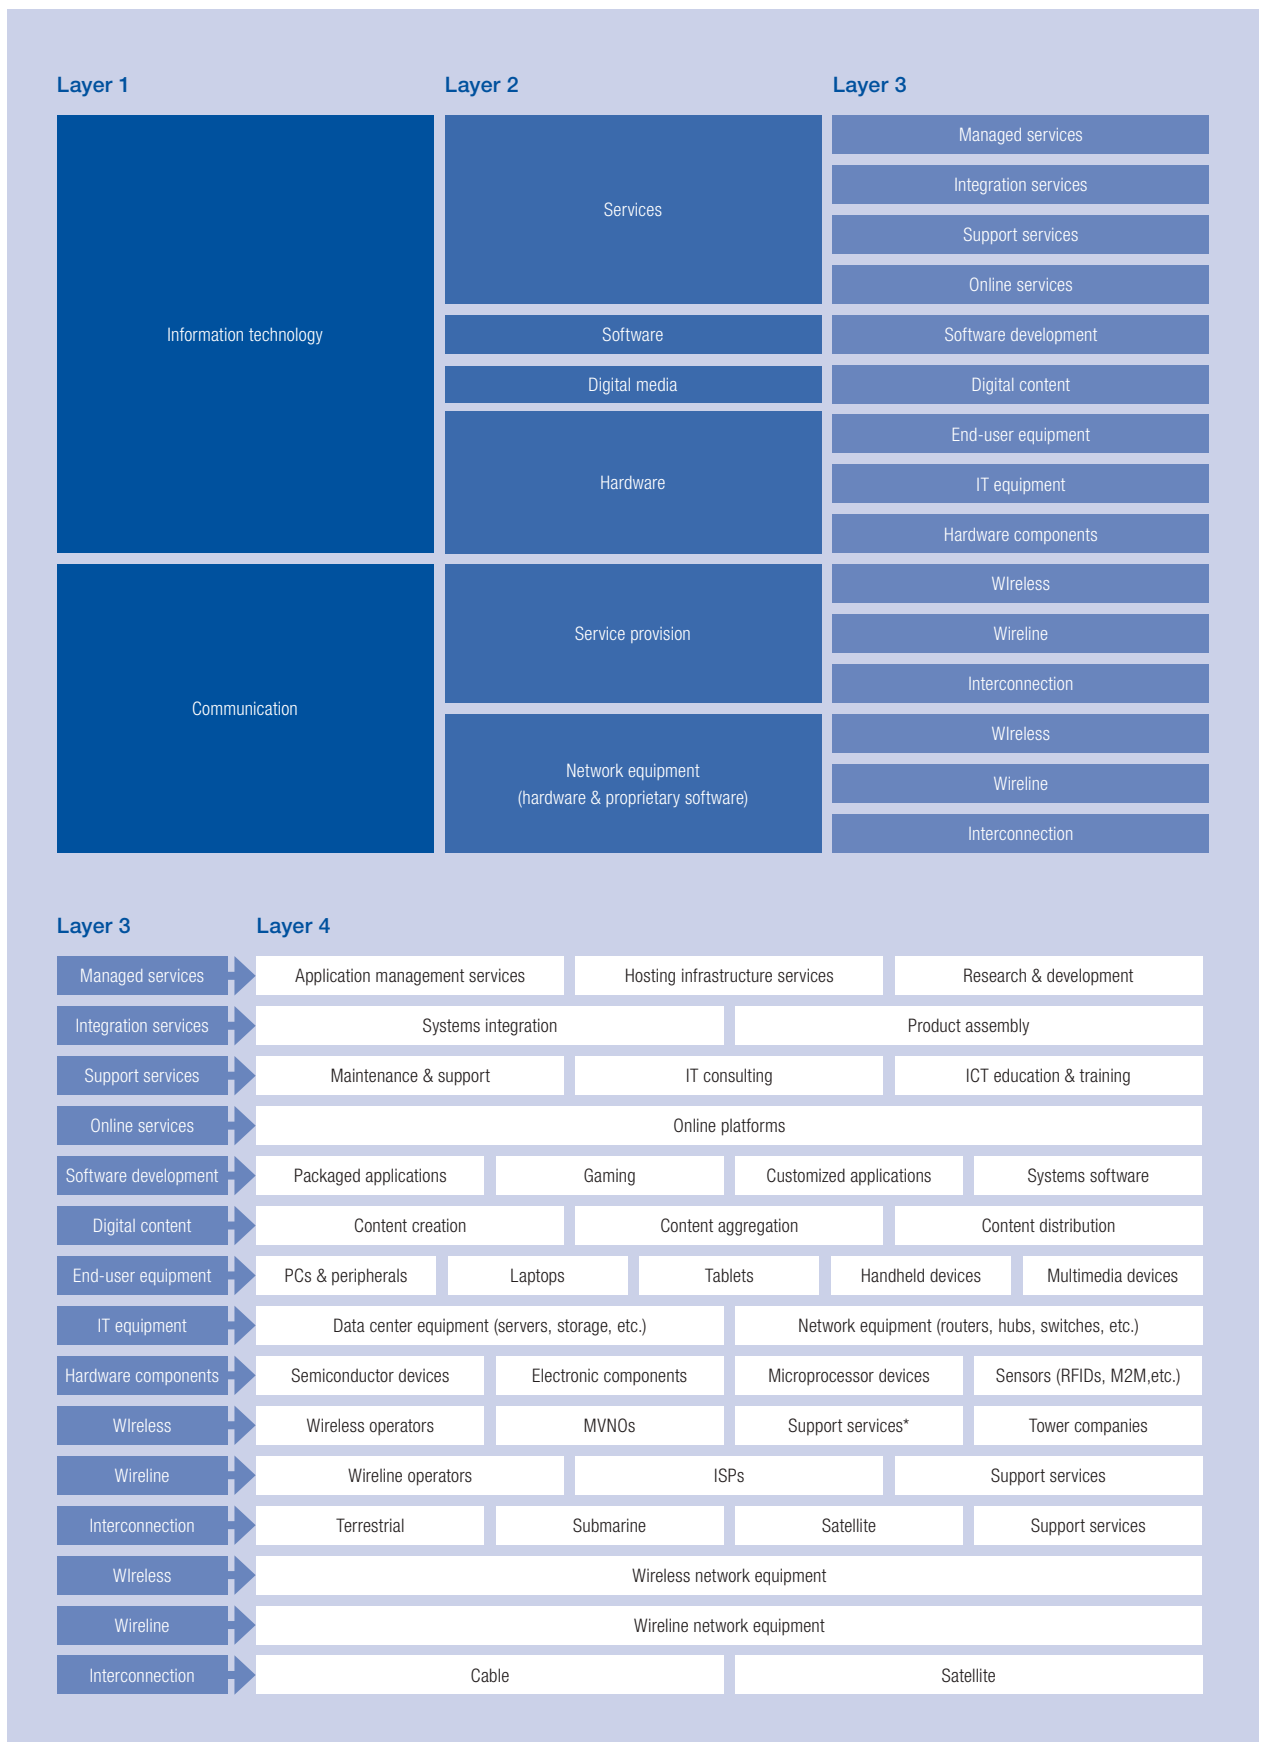 Layer 1
Layer 2
Layer 3
Information technology
Services
Managed services
Integration services
Support services
Online services
Software
Software development
Digital media
Digital content
Hardware
End-user equipment
IT equipment
Hardware components
Communication
Service provision
WIreless
Wireline
Interconnection
Network equipment
(hardware & proprietary software)
WIreless
Wireline
Interconnection
Layer 3
Layer 4
Managed services
Application management services
Hosting infrastructure services
Research & development
Integration services
Systems integration
Product assembly
Support services
Maintenance & support
IT consulting
ICT education & training
Online services
Online platforms
Software development
Packaged applications
Gaming
Customized applications
Systems software
Digital content
Content creation
Content aggregation
Content distribution
End-user equipment
PCs & peripherals
Laptops
Tablets
Handheld devices
Multimedia devices
IT equipment
Data center equipment (servers, storage, etc.)
Network equipment (routers, hubs, switches, etc.)
Hardware components
Semiconductor devices
Electronic components
Microprocessor devices
Sensors (RFIDs, M2M,etc.)
WIreless
Wireless operators
MVNOs
Support services*
Tower companies
Wireline
Wireline operators
ISPs
Support services
Interconnection
Terrestrial
Submarine
Satellite
Support services
WIreless
Wireless network equipment
Wireline
Wireline network equipment
Interconnection
Cable
Satellite